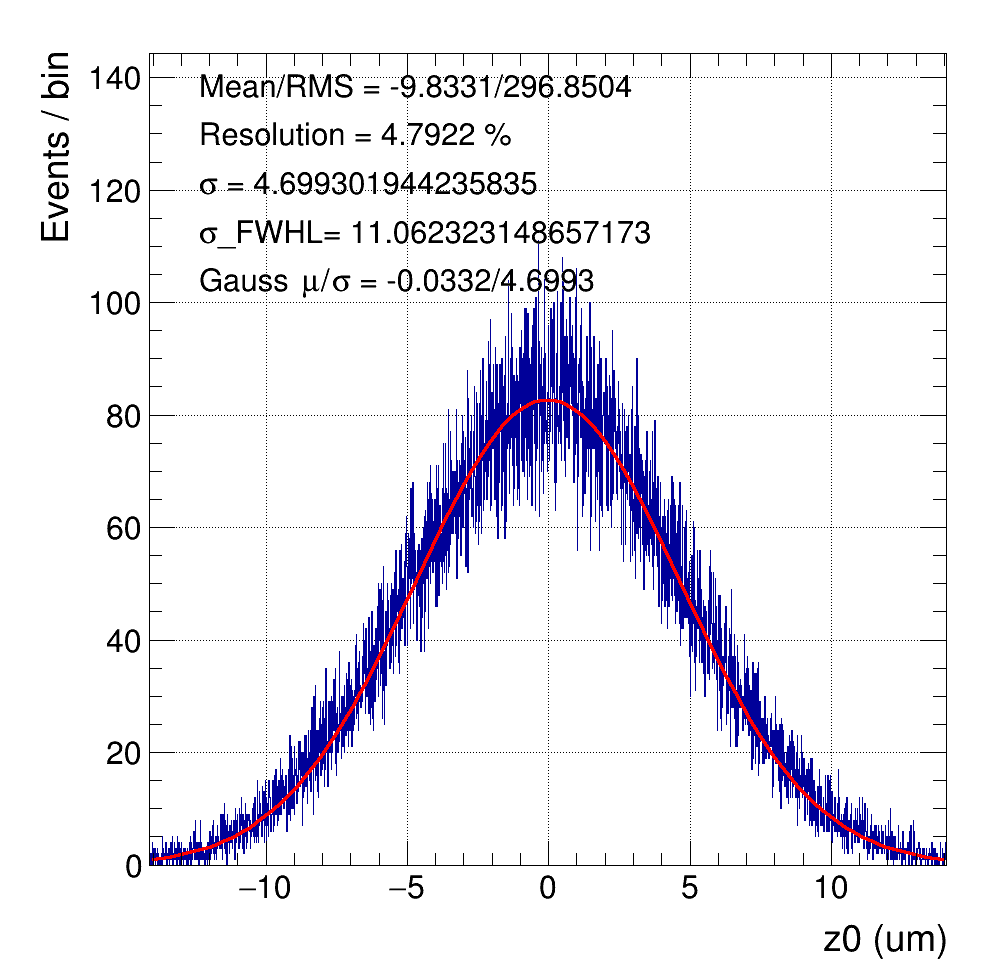 Events / bin
140
120
100
80
60
40
20
0
Mean/RMS = -9.8331/296.8504
Resolution = 4.7922 %
σ = 4.699301944235835
σ_FWHL= 11.062323148657173
Gauss μ/σ = -0.0332/4.6993
−10 −5 0 5 10
z0 (um)